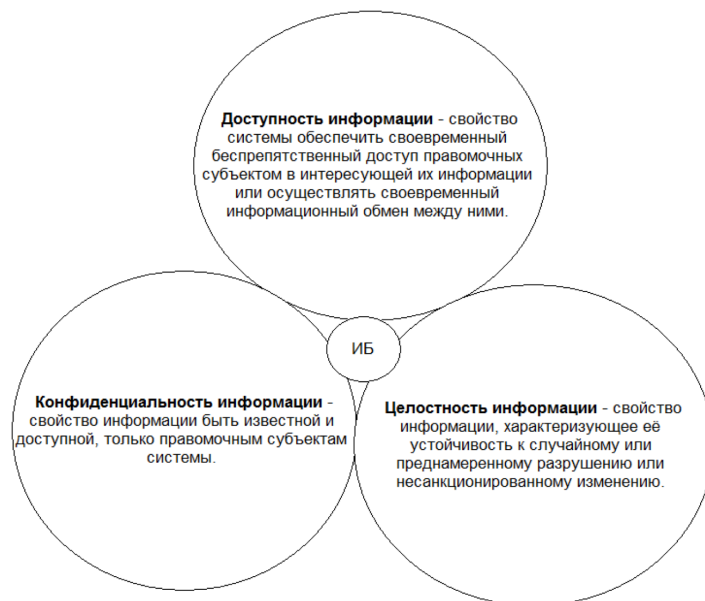 Доступность информации - свойство
системы обеспечить своевременный
беспрепятственный доступ правомочных
субъектом в интересующей их информации
или осуществлять своевременный
информационный обмен между ними.
ИБ
Конфиденциальность информации -
свойство информации быть известной и
доступной, только правомочным субъектам
системы.
Целостность информации - свойство
информации, характеризующее её
устойчивость к случайному или
преднамеренному разрушению или
несанкционированному изменению.